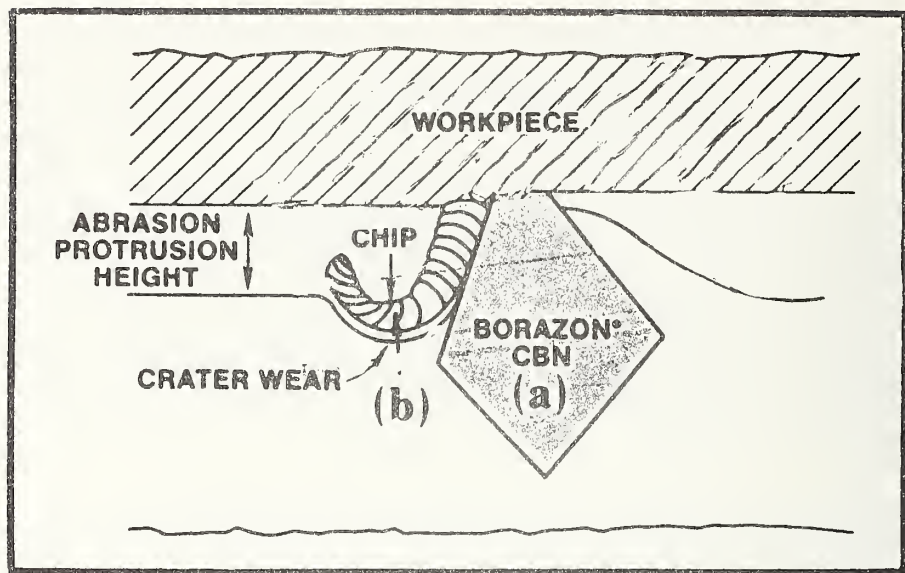 WORKPIECE
ABRASION
PROTRUSION
HEIGHT
CHIP
BORAZON®
CBN
(a)
CRATER WEAR
(b)